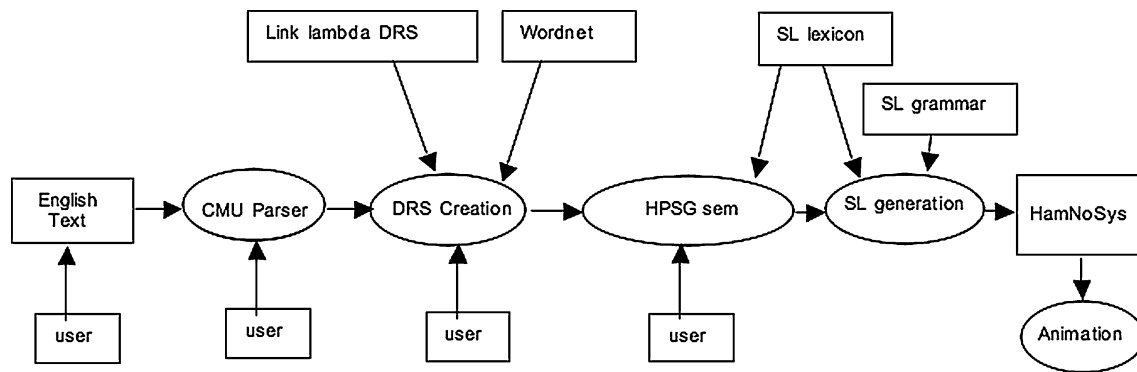 Link lambda DRS
Wordnet
SL lexicon
SL grammar
English
Text
CMU Parser
DRS Creation
HPSG sem
SL generation
HamNoSys
user
user
user
user
Animation